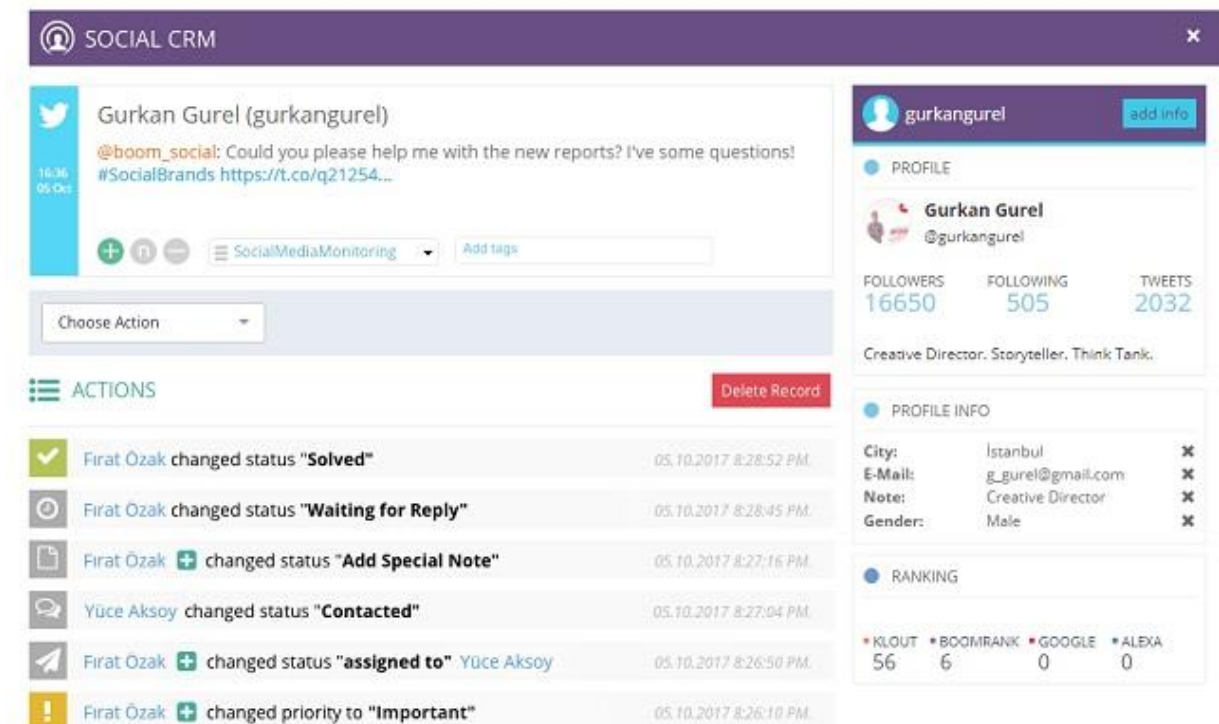 SOCIAL CRM
Gurkan Gurel (gurkangurel)
@boom_social: Could you please help me with the new reports? I've some questions!
#SocialBrands https://t.co/q21254...
16:36
05 Oct
SocialMediaMonitoring
Add tags
Choose Action
ACTIONS
Delete Record
Fırat Özak changed status "Solved" 05.10.2017 8:28:52 PM.
Fırat Özak changed status "Waiting for Reply" 05.10.2017 8:28:45 PM.
Fırat Özak changed status "Add Special Note" 05.10.2017 8:27:16 PM.
Yüce Aksoy changed status "Contacted" 05.10.2017 8:27:04 PM.
Fırat Özak changed status "assigned to" Yüce Aksoy 05.10.2017 8:26:50 PM.
Fırat Özak changed priority to "Important" 05.10.2017 8:26:10 PM.
gurkangurel
add info
PROFILE
Gurkan Gurel
@gurkangurel
FOLLOWERS FOLLOWING TWEETS
16650 505 2032
Creative Director. Storyteller. Think Tank.
PROFILE INFO
City: İstanbul
E-Mail: g_gurel@gmail.com
Note: Creative Director
Gender: Male
RANKING
KLOUT BOOMRANK GOOGLE ALEXA
56 6 0 0